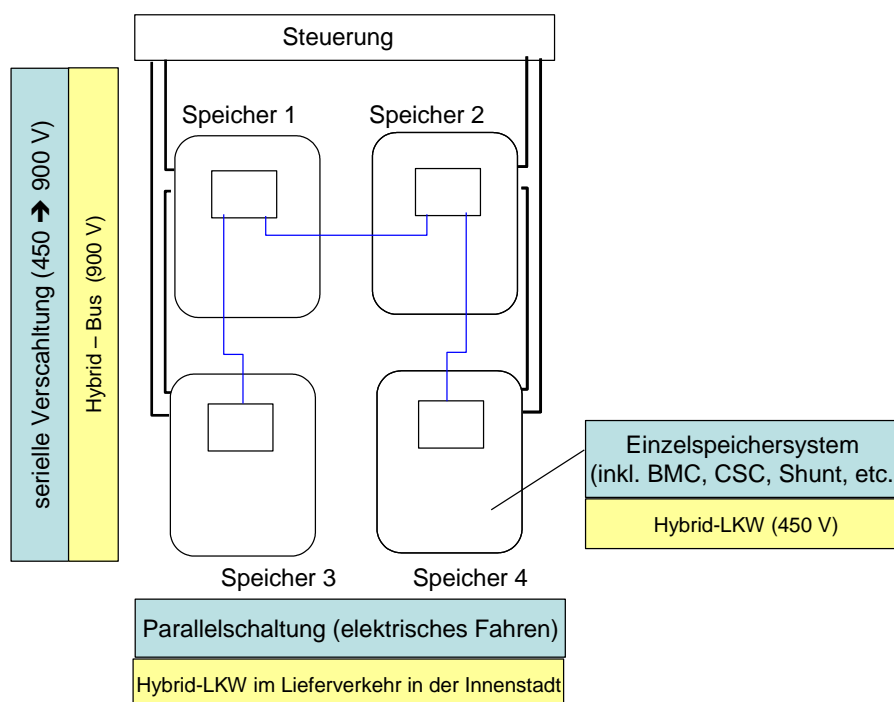 Steuerung
Speicher 1
Speicher 2
serielle Verscahltung (450 → 900 V)
Hybrid – Bus (900 V)
Einzelspeichersystem
(inkl. BMC, CSC, Shunt, etc.
Hybrid-LKW (450 V)
Speicher 3
Speicher 4
Parallelschaltung (elektrisches Fahren)
Hybrid-LKW im Lieferverkehr in der Innenstadt